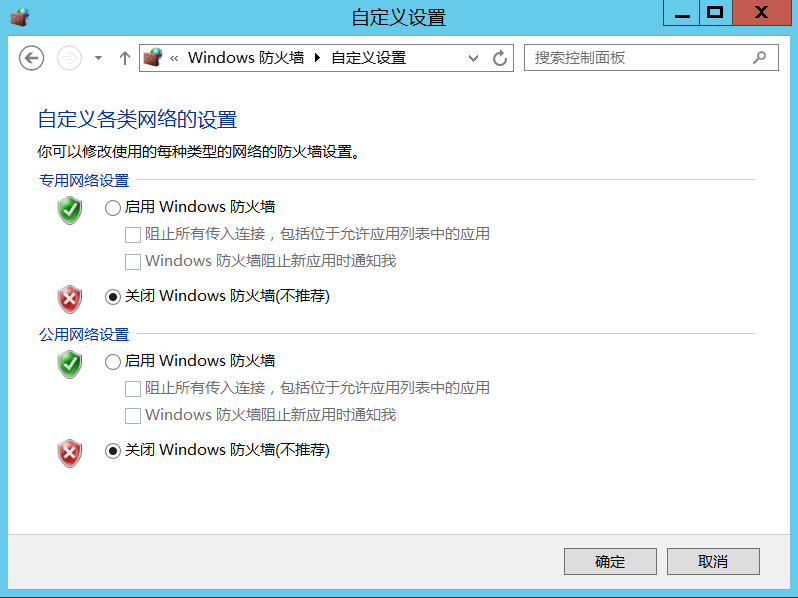 自定义设置
« Windows 防火墙 ▶ 自定义设置
搜索控制面板
自定义各类网络的设置
你可以修改使用的每种类型的网络的防火墙设置。
专用网络设置
启用 Windows 防火墙
阻止所有传入连接，包括位于允许应用列表中的应用
Windows 防火墙阻止新应用时通知我
关闭 Windows 防火墙(不推荐)
公用网络设置
启用 Windows 防火墙
阻止所有传入连接，包括位于允许应用列表中的应用
Windows 防火墙阻止新应用时通知我
关闭 Windows 防火墙(不推荐)
确定
取消